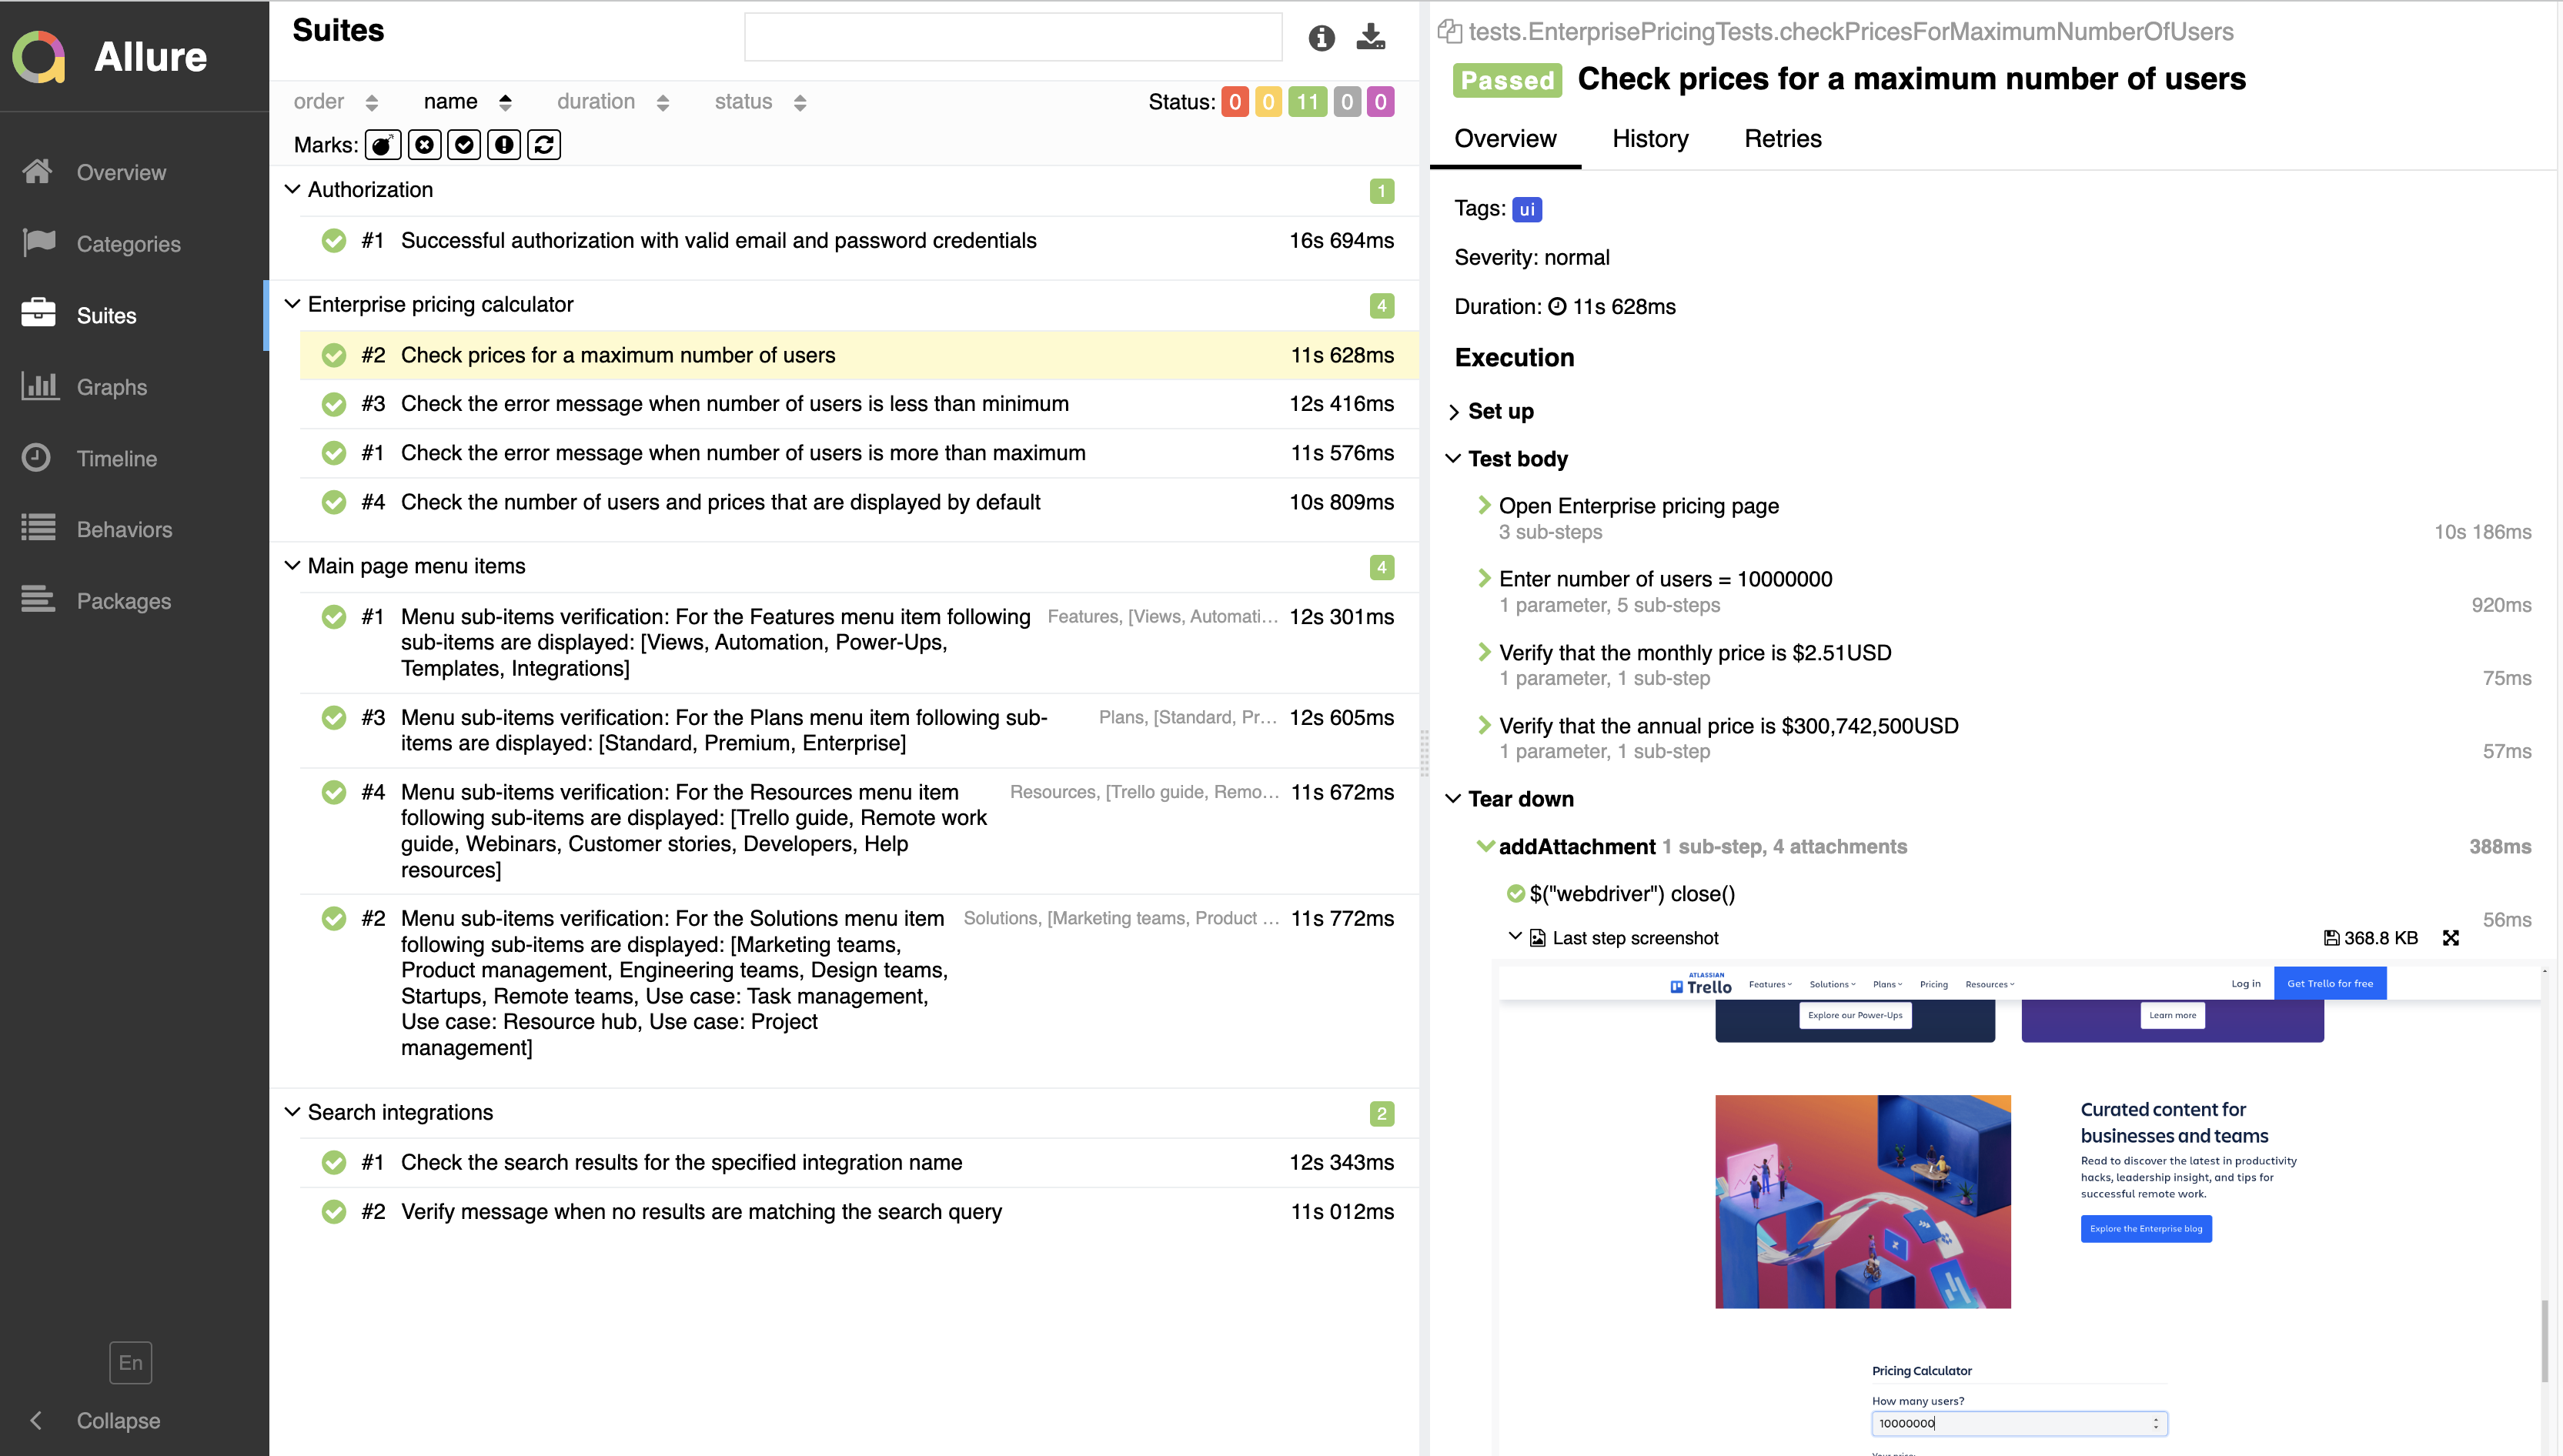 Allure
Overview
Categories
Suites
Graphs
Timeline
Behaviors
Packages
En
Collapse
Suites
order name duration status
Status: 0 0 11 0 0
Marks:
Authorization 1
#1 Successful authorization with valid email and password credentials 16s 694ms
Enterprise pricing calculator 4
#2 Check prices for a maximum number of users 11s 628ms
#3 Check the error message when number of users is less than minimum 12s 416ms
#1 Check the error message when number of users is more than maximum 11s 576ms
#4 Check the number of users and prices that are displayed by default 10s 809ms
Main page menu items 4
#1 Menu sub-items verification: For the Features menu item following Features, [Views, Automati... 12s 301ms
sub-items are displayed: [Views, Automation, Power-Ups,
Templates, Integrations]
#3 Menu sub-items verification: For the Plans menu item following sub- Plans, [Standard, Pr... 12s 605ms
items are displayed: [Standard, Premium, Enterprise]
#4 Menu sub-items verification: For the Resources menu item Resources, [Trello guide, Remo... 11s 672ms
following sub-items are displayed: [Trello guide, Remote work
guide, Webinars, Customer stories, Developers, Help
resources]
#2 Menu sub-items verification: For the Solutions menu item Solutions, [Marketing teams, Product ... 11s 772ms
following sub-items are displayed: [Marketing teams,
Product management, Engineering teams, Design teams,
Startups, Remote teams, Use case: Task management,
Use case: Resource hub, Use case: Project
management]
Search integrations 2
#1 Check the search results for the specified integration name 12s 343ms
#2 Verify message when no results are matching the search query 11s 012ms
tests.EnterprisePricingTests.checkPricesForMaximumNumberOfUsers
Passed Check prices for a maximum number of users
Overview History Retries
Tags: ui
Severity: normal
Duration: 11s 628ms
Execution
Set up
Test body
Open Enterprise pricing page
3 sub-steps 10s 186ms
Enter number of users = 10000000
1 parameter, 5 sub-steps 920ms
Verify that the monthly price is $2.51USD
1 parameter, 1 sub-step 75ms
Verify that the annual price is $300,742,500USD
1 parameter, 1 sub-step 57ms
Tear down
addAttachment 1 sub-step, 4 attachments 388ms
$("webdriver") close()
56ms
Last step screenshot 368.8 KB
ATLASSIAN
Trello Features Solutions Plans Pricing Resources Log in Get Trello for free
Explore our Power-Ups Learn more
Curated content for
businesses and teams
Read to discover the latest in productivity
hacks, leadership insight, and tips for
successful remote work.
Explore the Enterprise blog
Pricing Calculator
How many users?
10000000